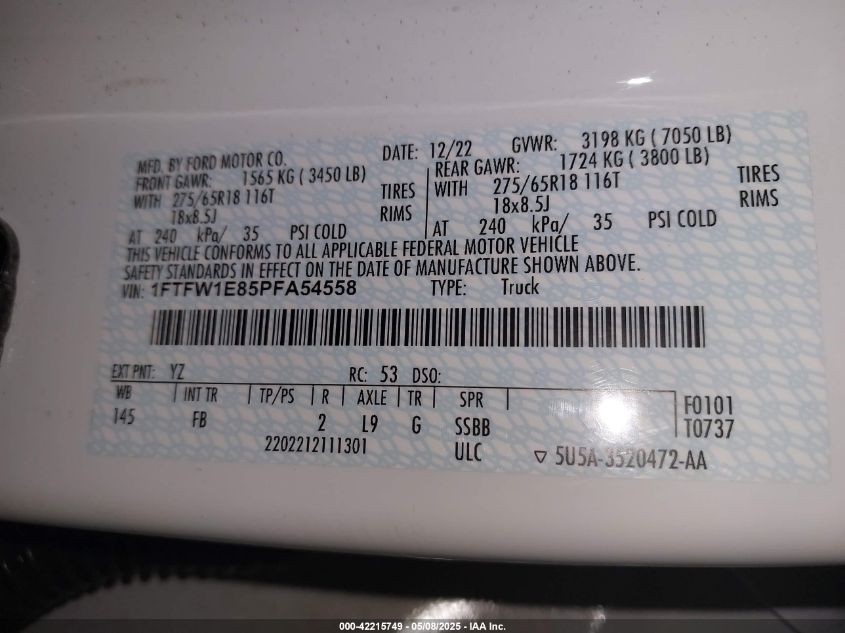 MFD. BY FORD MOTOR CO. DATE: 12/22 GVWR: 3198 KG ( 7050 LB)
FRONT GAWR: 1565 KG ( 3450 LB) REAR GAWR: 1724 KG ( 3800 LB)
WITH 275/65R18 116T TIRES WITH 275/65R18 116T TIRES
18x8.5J RIMS 18x8.5J RIMS
AT 240 kPa/ 35 PSI COLD AT 240 kPa/ 35 PSI COLD
THIS VEHICLE CONFORMS TO ALL APPLICABLE FEDERAL MOTOR VEHICLE
SAFETY STANDARDS IN EFFECT ON THE DATE OF MANUFACTURE SHOWN ABOVE.
VIN: 1FTFW1E85PFA54558 TYPE: Truck
EXT PNT: YZ RC: 53 DSO:
WB INT TR TP/PS R AXLE TR SPR F0101
145 FB 2 L9 G SSBB T0737
2202212111301 ULC ▽ 5U5A-3520472-AA
000-42215749 - 05/08/2025 - IAA Inc.